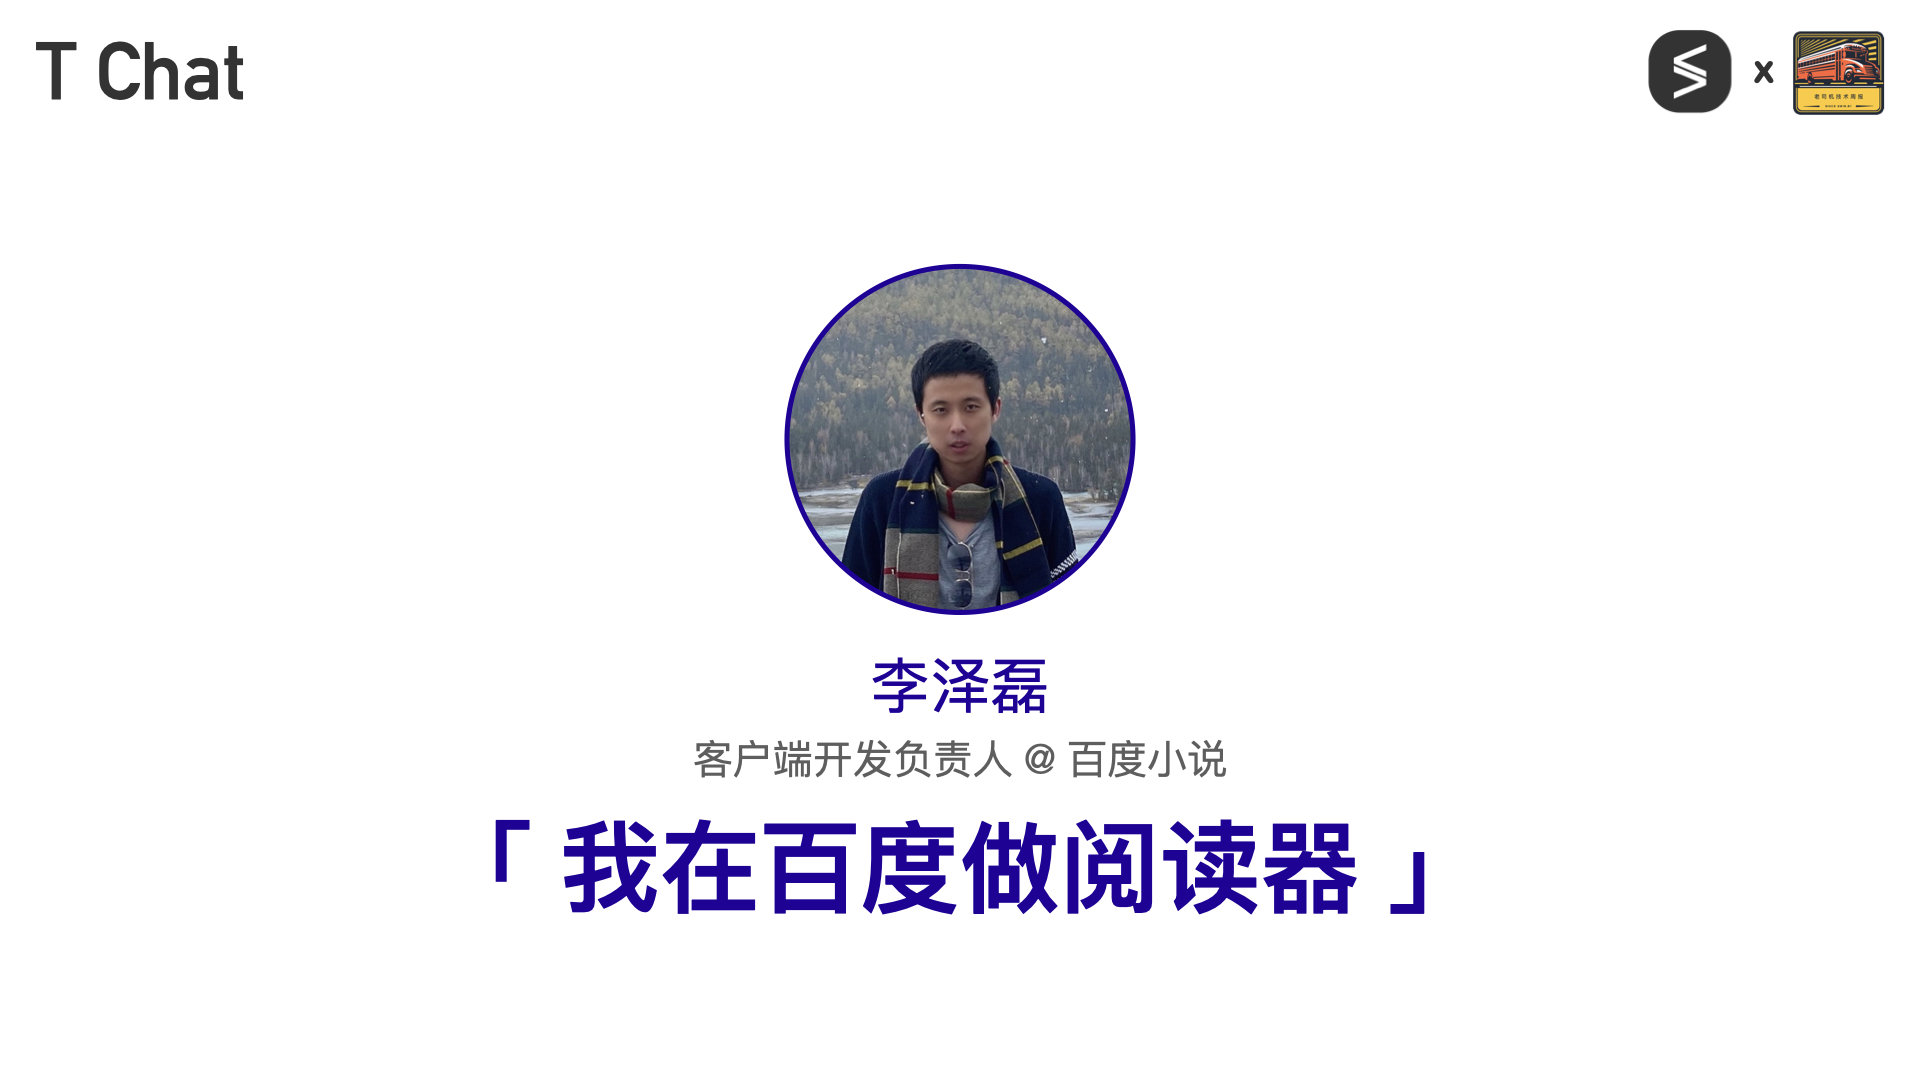 T Chat
x
老司机技术周报
李泽磊
客户端开发负责人 @ 百度小说
「 我在百度做阅读器 」